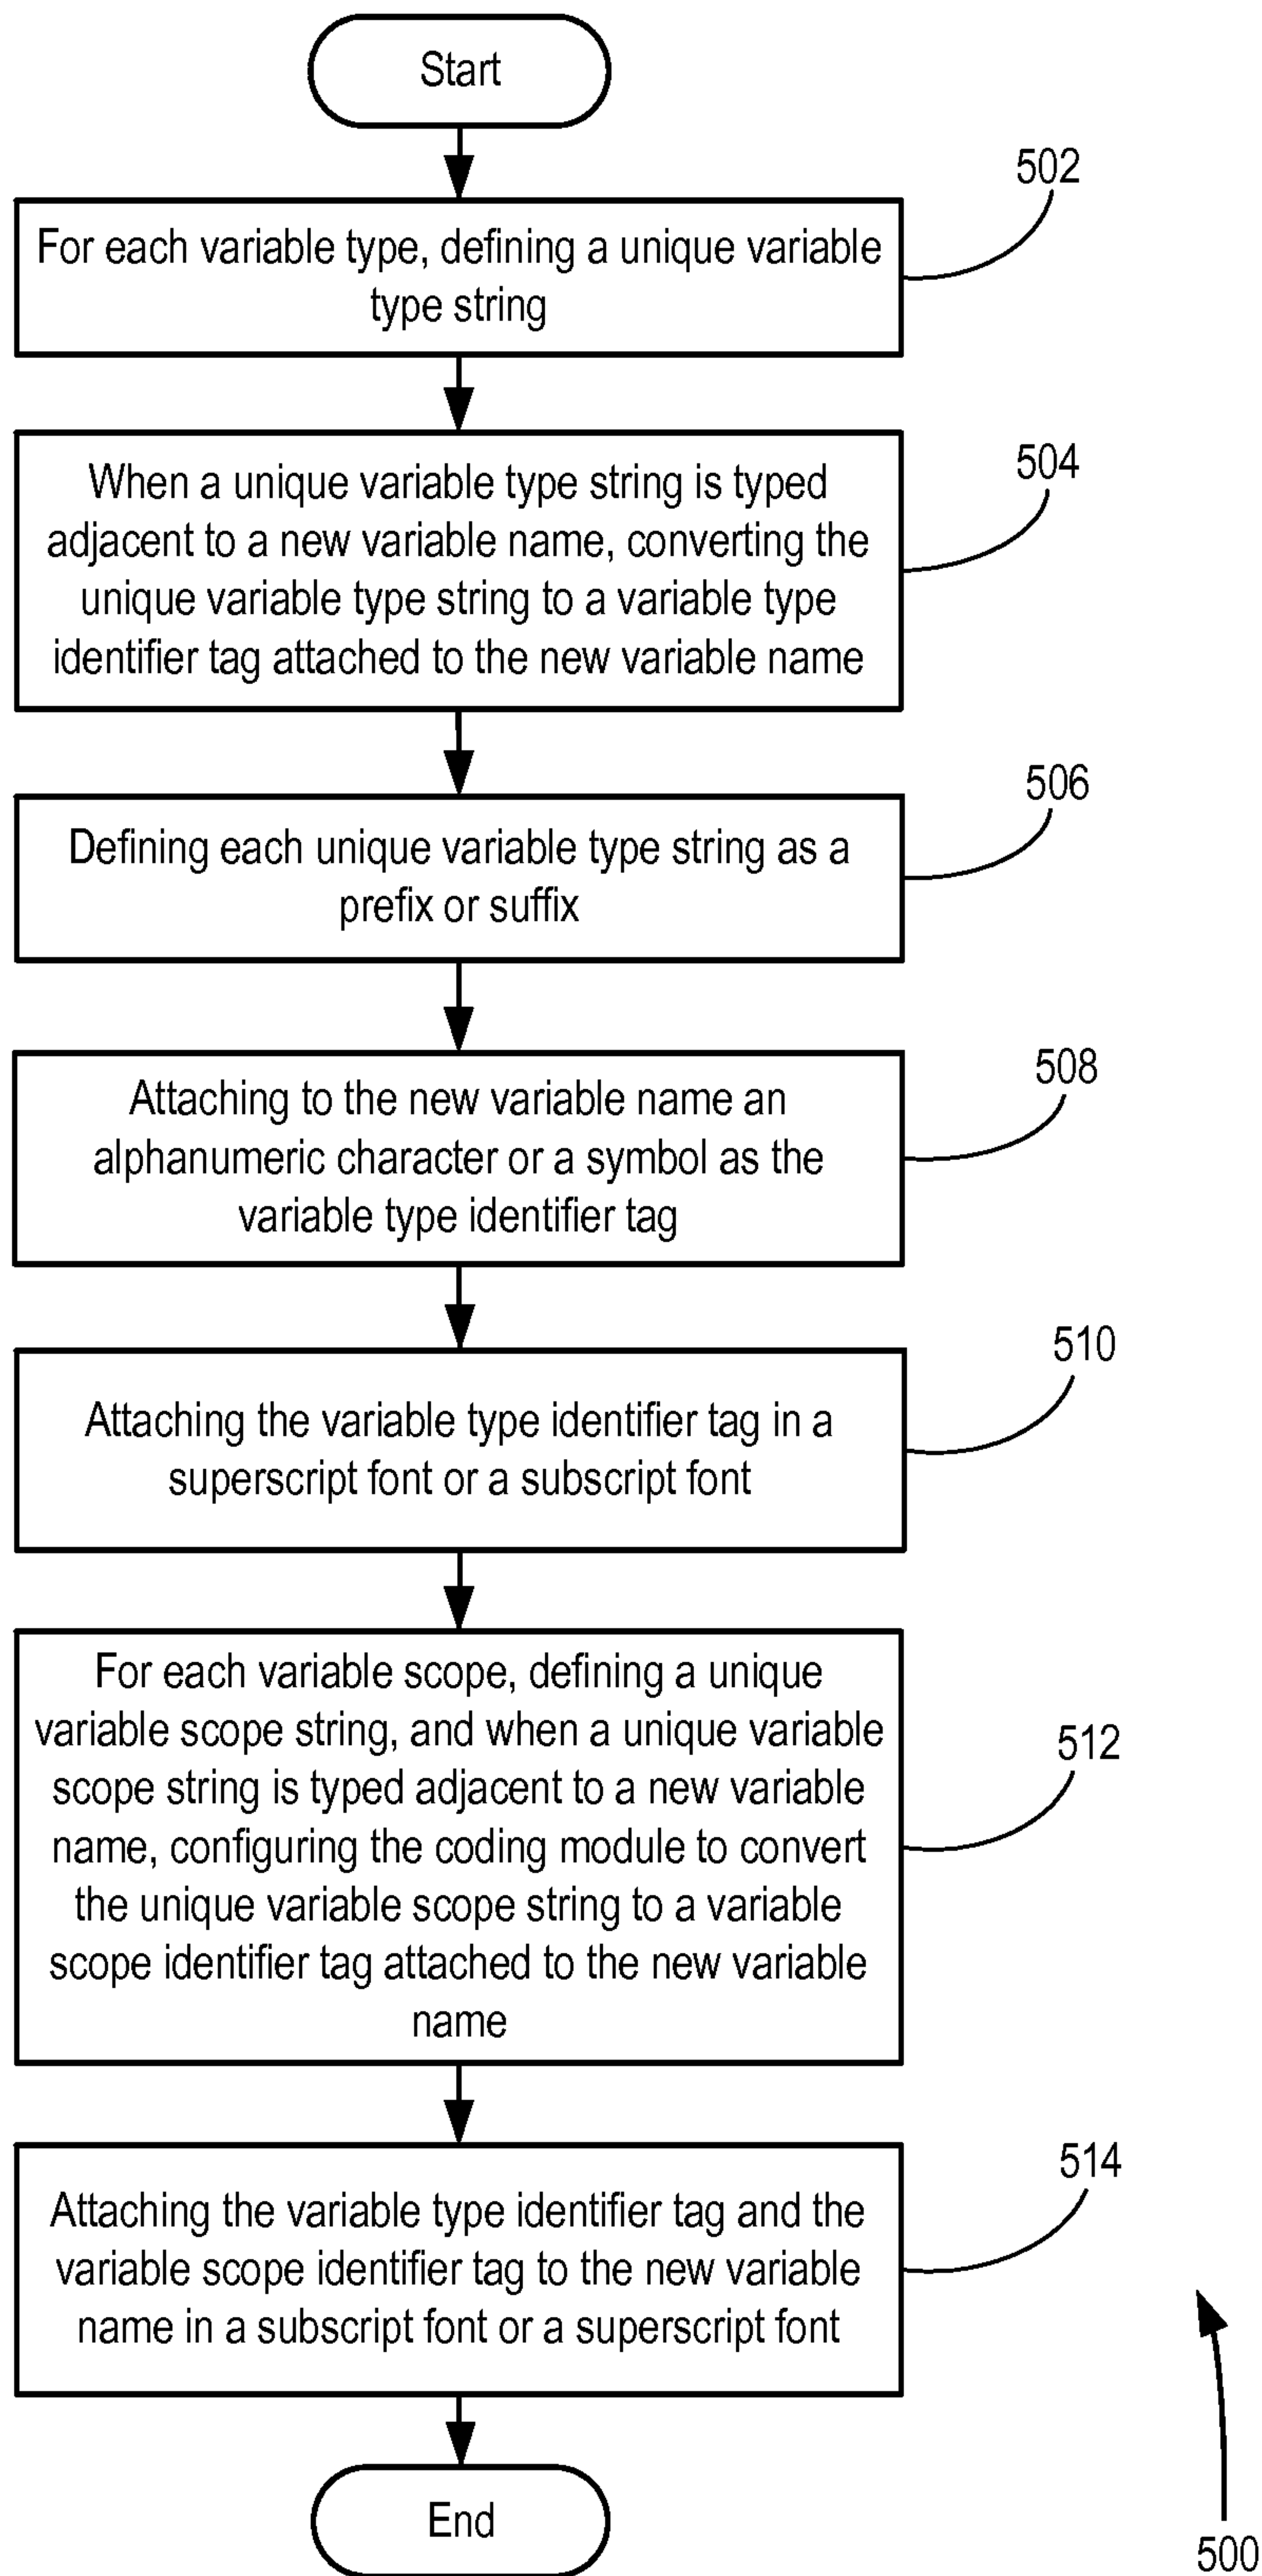 Start
502
For each variable type, defining a unique variable
type string
504
When a unique variable type string is typed
adjacent to a new variable name, converting the
unique variable type string to a variable type
identifier tag attached to the new variable name
506
Defining each unique variable type string as a
prefix or suffix
508
Attaching to the new variable name an
alphanumeric character or a symbol as the
variable type identifier tag
510
Attaching the variable type identifier tag in a
superscript font or a subscript font
512
For each variable scope, defining a unique
variable scope string, and when a unique variable
scope string is typed adjacent to a new variable
name, configuring the coding module to convert
the unique variable scope string to a variable
scope identifier tag attached to the new variable
name
514
Attaching the variable type identifier tag and the
variable scope identifier tag to the new variable
name in a subscript font or a superscript font
End
500